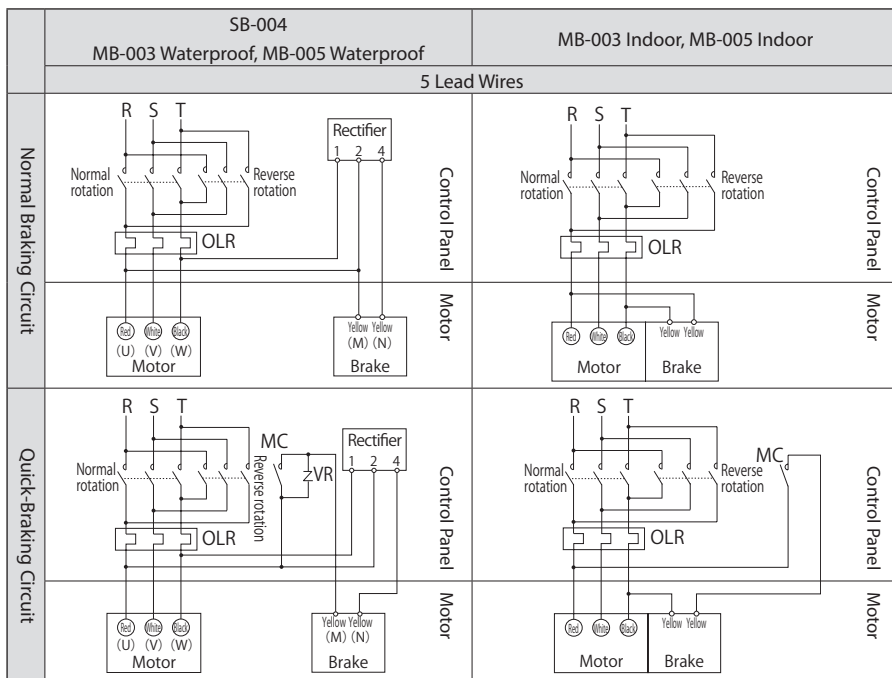 SB-004
MB-003 Waterproof, MB-005 Waterproof
MB-003 Indoor, MB-005 Indoor
5 Lead Wires
Normal Braking Circuit
R S T
Normal
rotation
Reverse
rotation
Rectifier
1 2 4
OLR
Control Panel
Motor
Red White Black
(U) (V) (W)
Motor
Yellow Yellow
(M) (N)
Brake
R S T
Normal
rotation
Reverse
rotation
OLR
Control Panel
Motor
Red White Black
Motor
Yellow Yellow
Brake
Quick-Braking Circuit
R S T
Normal
rotation
Reverse rotation
MC
VR
Rectifier
1 2 4
OLR
Control Panel
Motor
Red White Black
(U) (V) (W)
Motor
Yellow Yellow
(M) (N)
Brake
R S T
Normal
rotation
Reverse
rotation
MC
OLR
Control Panel
Motor
Red White Black
Motor
Yellow Yellow
Brake